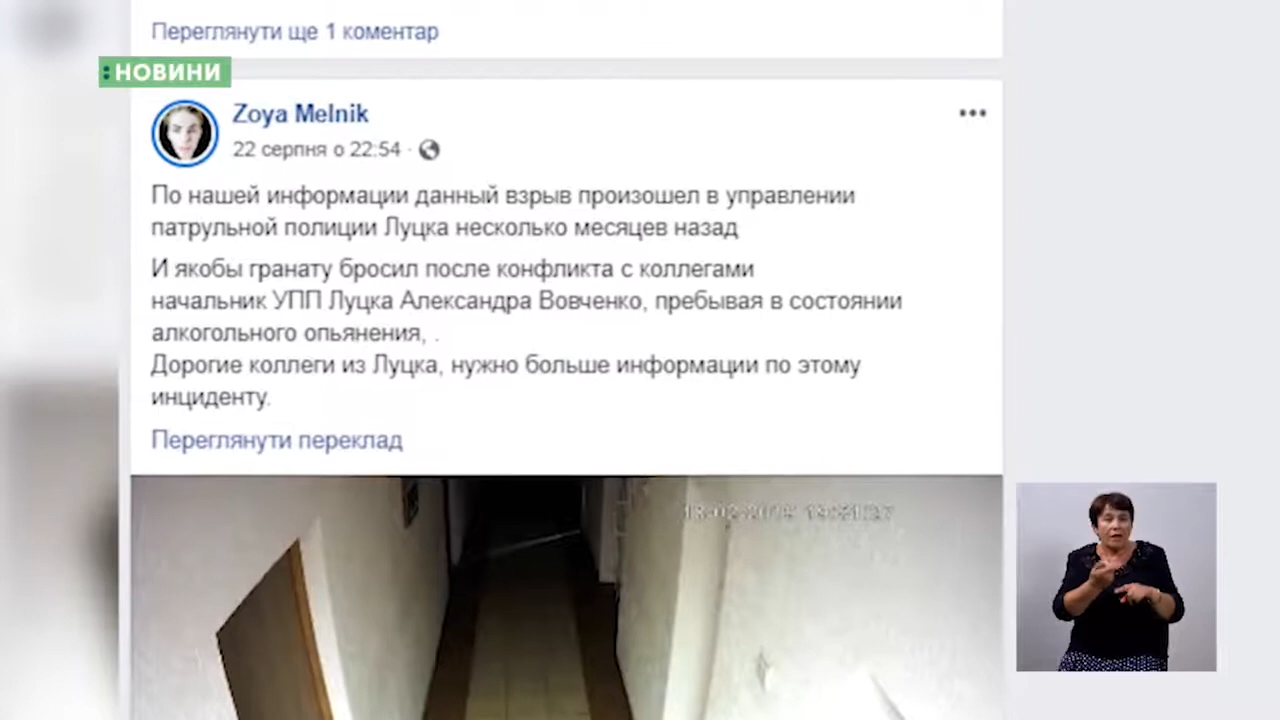 Переглянути ще 1 коментар
:НОВИНИ
Zoya Melnik
22 серпня о 22:54 ·
По нашей информации данный взрыв произошел в управлении
патрульной полиции Луцка несколько месяцев назад
И якобы гранату бросил после конфликта с коллегами
начальник УПП Луцка Александра Вовченко, пребывая в состоянии
алкогольного опьянения, .
Дорогие коллеги из Луцка, нужно больше информации по этому
инциденту.
Переглянути переклад